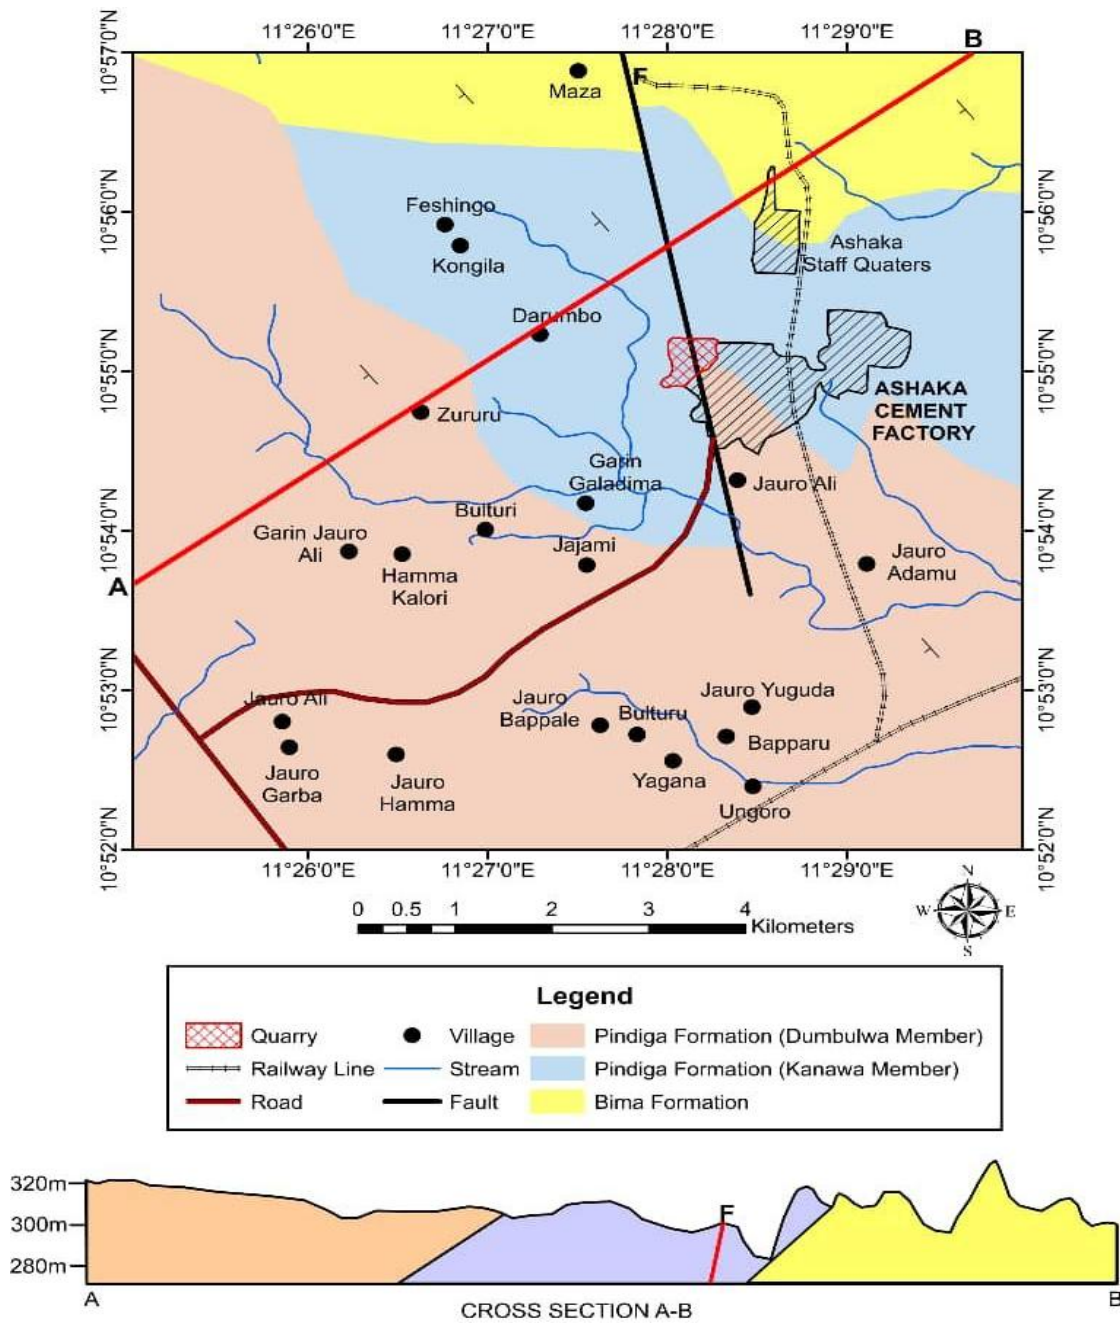 11°26'0"E 11°27'0"E 11°28'0"E 11°29'0"E
10°57'0"N
10°57'0"N
B
F
Maza
10°56'0"N
10°56'0"N
Feshingo
Kongila
Ashaka
Staff Quaters
Darumbo
10°55'0"N
10°55'0"N
ASHAKA
CEMENT
FACTORY
Zururu
Garin
Galadima
Jauro Ali
10°54'0"N
10°54'0"N
Bulturi
Garin Jauro
Ali
Hamma
Kalori
Jajami
Jauro
Adamu
A
10°53'0"N
10°53'0"N
Jauro Ali
Jauro
Garba
Jauro
Hamma
Jauro
Bappale
Bulturu
Jauro Yuguda
Bapparu
Yagana
Ungoro
10°52'0"N
10°52'0"N
11°26'0"E 11°27'0"E 11°28'0"E 11°29'0"E
0 0.5 1 2 3 4
Kilometers
N
W E
S
Legend
Quarry Village Pindiga Formation (Dumbulwa Member)
Railway Line Stream Pindiga Formation (Kanawa Member)
Road Fault Bima Formation
320m
300m
280m
F
A B
CROSS SECTION A-B